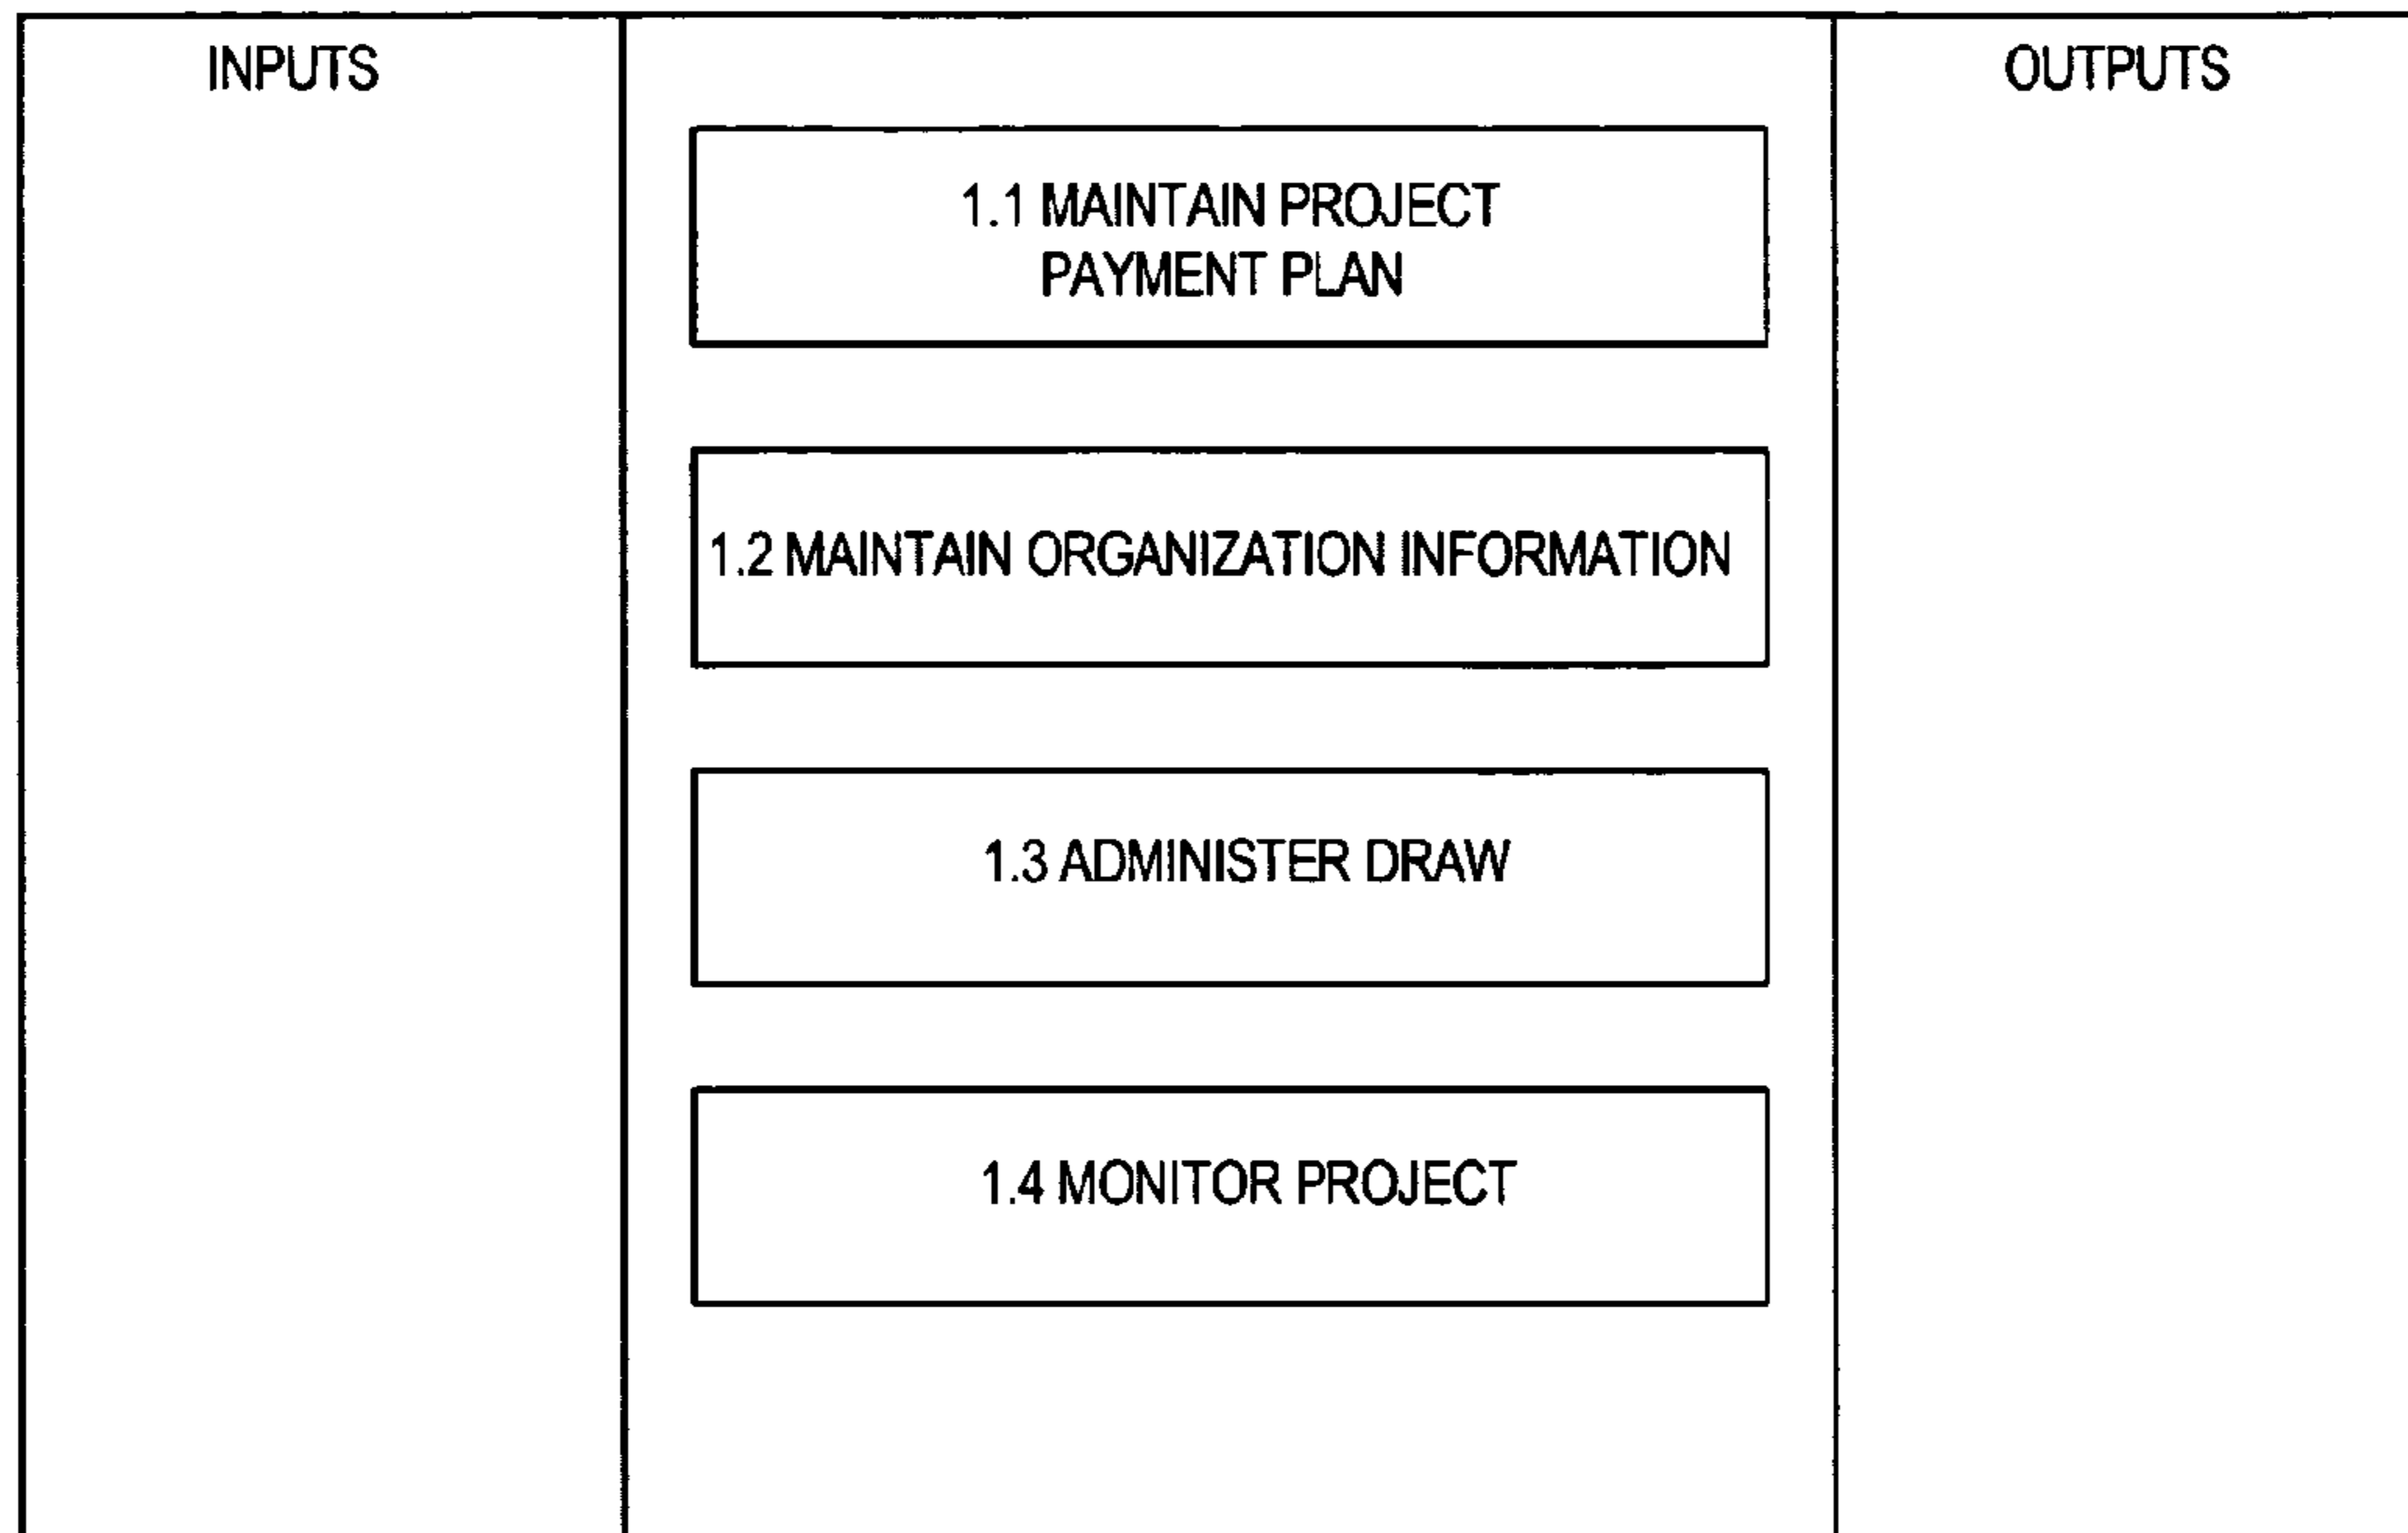 INPUTS
OUTPUTS
1.1 MAINTAIN PROJECT
PAYMENT PLAN
1.2 MAINTAIN ORGANIZATION INFORMATION
1.3 ADMINISTER DRAW
1.4 MONITOR PROJECT